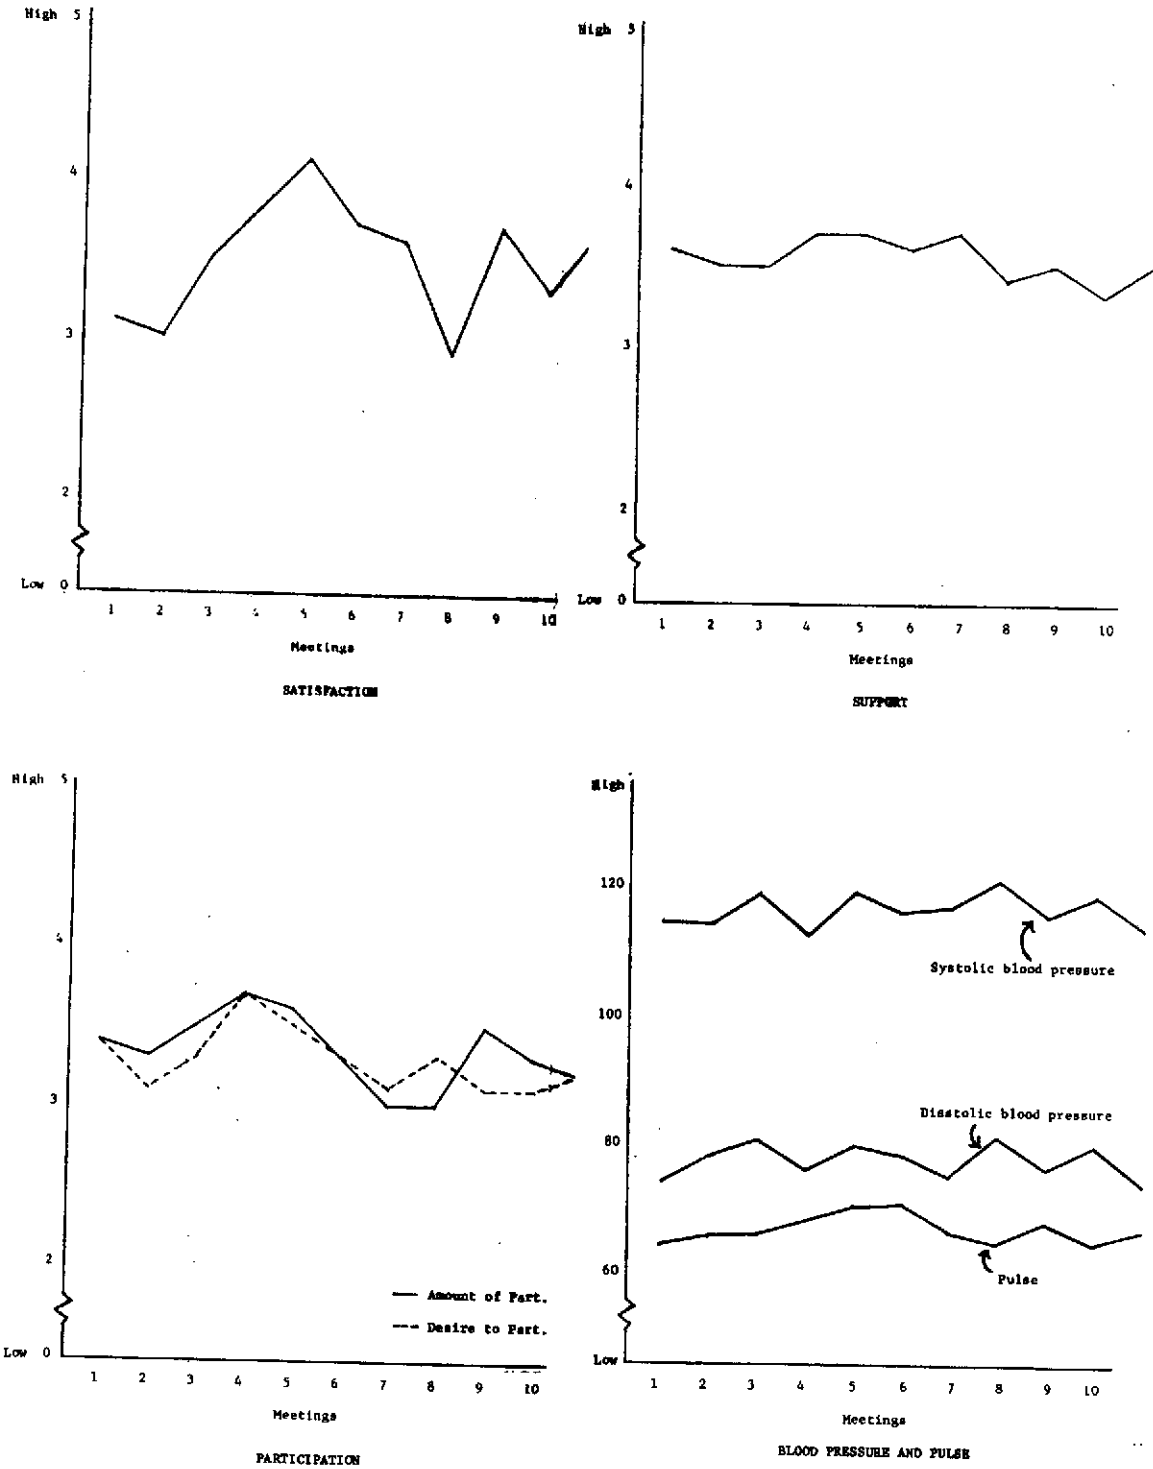 High 5
4
3
2
Low 0
1 2 3 4 5 6 7 8 9 10
Meetings
SATISFACTION
High 5
4
3
2
Low 0
1 2 3 4 5 6 7 8 9 10
Meetings
SUPPORT
High 5
4
3
2
Low 0
Amount of Part.
Desire to Part.
1 2 3 4 5 6 7 8 9 10
Meetings
PARTICIPATION
High
120
Systolic blood pressure
100
Diastolic blood pressure
80
60
Pulse
Low
1 2 3 4 5 6 7 8 9 10
Meetings
BLOOD PRESSURE AND PULSE